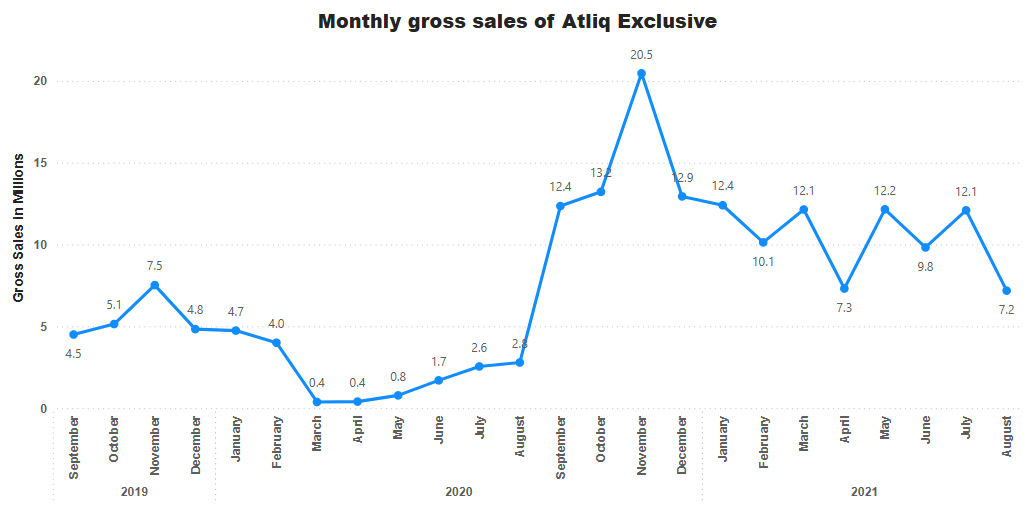 Monthly gross sales of Atliq Exclusive
Gross Sales in Millions
20
15
10
5
0
4.5
5.1
7.5
4.8
4.7
4.0
0.4
0.4
0.8
1.7
2.6
2.8
12.4
13.2
20.5
12.9
12.4
10.1
12.1
7.3
12.2
9.8
12.1
7.2
September
October
November
December
January
February
March
April
May
June
July
August
September
October
November
December
January
February
March
April
May
June
July
August
2019
2020
2021